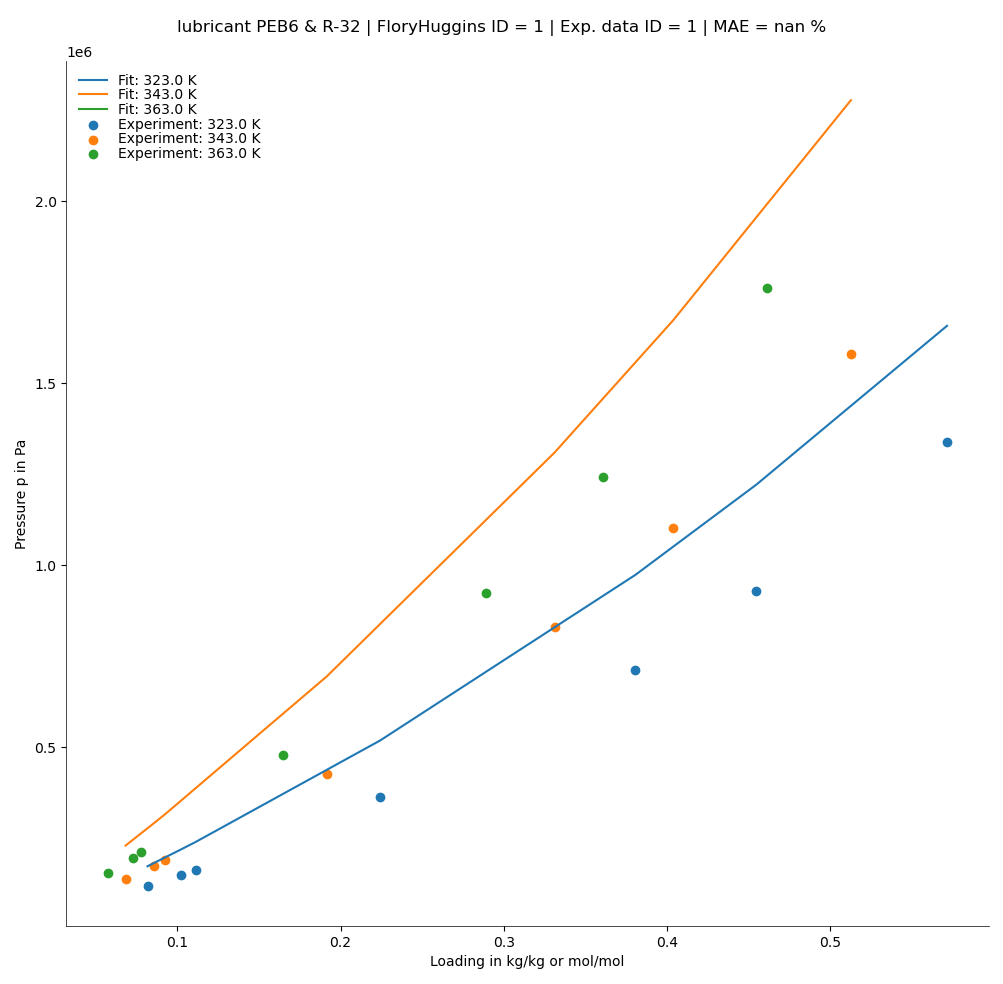 lubricant PEB6 & R-32 | FloryHuggins ID = 1 | Exp. data ID = 1 | MAE = nan %
1e6
Fit: 323.0 K
Fit: 343.0 K
Fit: 363.0 K
Experiment: 323.0 K
Experiment: 343.0 K
Experiment: 363.0 K
2.0
1.5
1.0
0.5
Pressure p in Pa
0.1 0.2 0.3 0.4 0.5
Loading in kg/kg or mol/mol